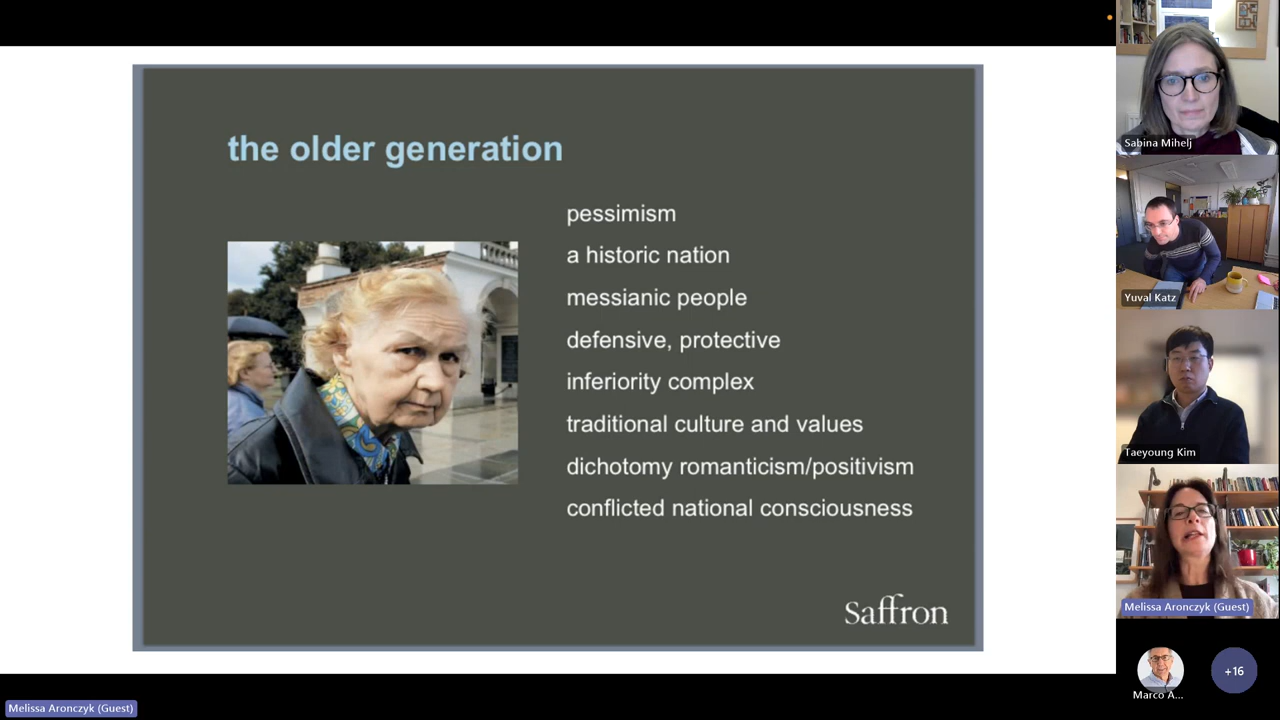 the older generation
pessimism
a historic nation
messianic people
defensive, protective
inferiority complex
traditional culture and values
dichotomy romanticism/positivism
conflicted national consciousness
Saffron
Sabina Mihelj
Yuval Katz
Taeyoung Kim
Melissa Aronczyk (Guest)
Marco A...
+16
Melissa Aronczyk (Guest)